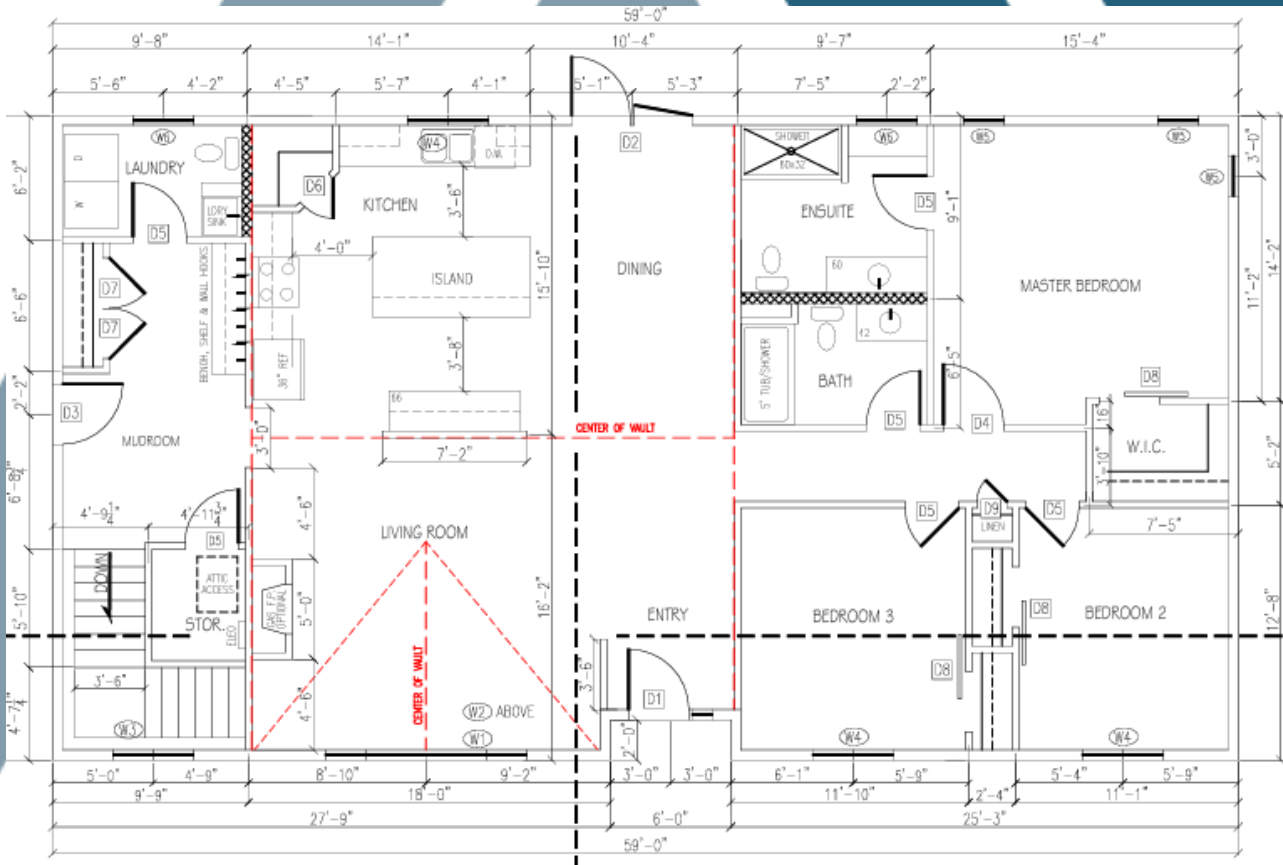 59'-0"
9'-8" 14'-1" 10'-4" 9'-7" 15'-4"
5'-6" 4'-2" 4'-5" 5'-7" 4'-1" 5'-1" 5'-3" 7'-5" 2'-2"
W6 W4 D2 SHOWER 60x32 W6 W5 W5
D.W.
D W
LAUNDRY
LDRY SINK
D5
D6
KITCHEN
3'-6"
ENSUITE
D5
W5
3'-0"
6'-2"
9'-1"
14'-2"
11'-2"
4'-0"
ISLAND
DINING
60
MASTER BEDROOM
D7
D7
BENCH, SHELF & WALL HOOKS
6'-6"
15'-10"
3'-8"
36" REF
42
5' TUB/SHOWER
BATH
6'-5"
D8
2'-2"
D3
66
CENTER OF VAULT
D5
D4
16"
W.I.C.
3'-10"
5'-2"
MUDROOM
3'-0"
7'-2"
6'-8 1/4"
4'-9 1/4" 4'-11 3/4"
4'-6"
LIVING ROOM
D5
D9
D5
LINEN
7'-5"
D5
DOWN
ATTIC ACCESS
STOR.
ELEC
GAS F.P. OPTIONAL
5'-0"
16'-2"
5'-10"
ENTRY
BEDROOM 3
D8
BEDROOM 2
12'-8"
3'-6"
4'-6"
CENTER OF VAULT
3'-6"
D1
D8
4'-7 1/4"
W3
W2 ABOVE
W1
2'-0"
W4
W4
5'-0" 4'-9" 8'-10" 9'-2" 3'-0" 3'-0" 6'-1" 5'-9" 5'-4" 5'-9"
9'-9" 18'-0" 11'-10" 2'-4" 11'-1"
27'-9" 6'-0" 25'-3"
59'-0"